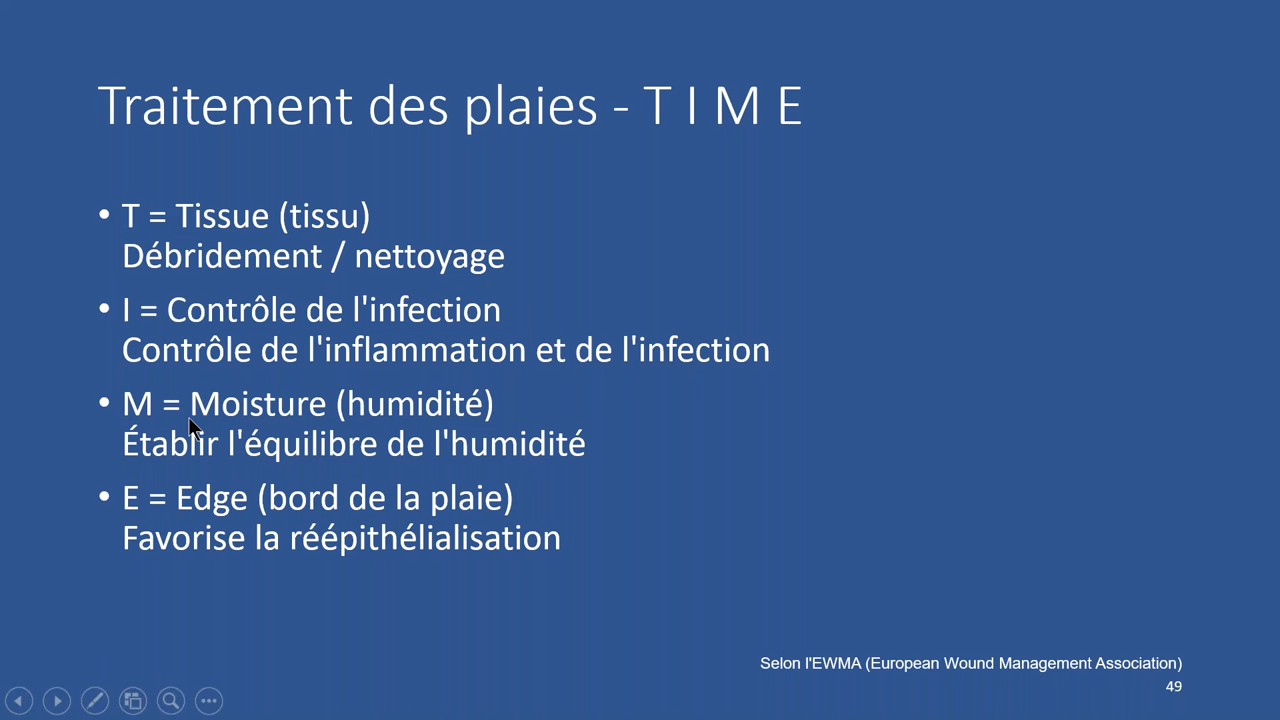 Traitement des plaies - T I M E
• T = Tissue (tissu)
Débridement / nettoyage
• I = Contrôle de l'infection
Contrôle de l'inflammation et de l'infection
• M = Moisture (humidité)
Établir l'équilibre de l'humidité
• E = Edge (bord de la plaie)
Favorise la réépithélialisation
Selon l'EWMA (European Wound Management Association)
49